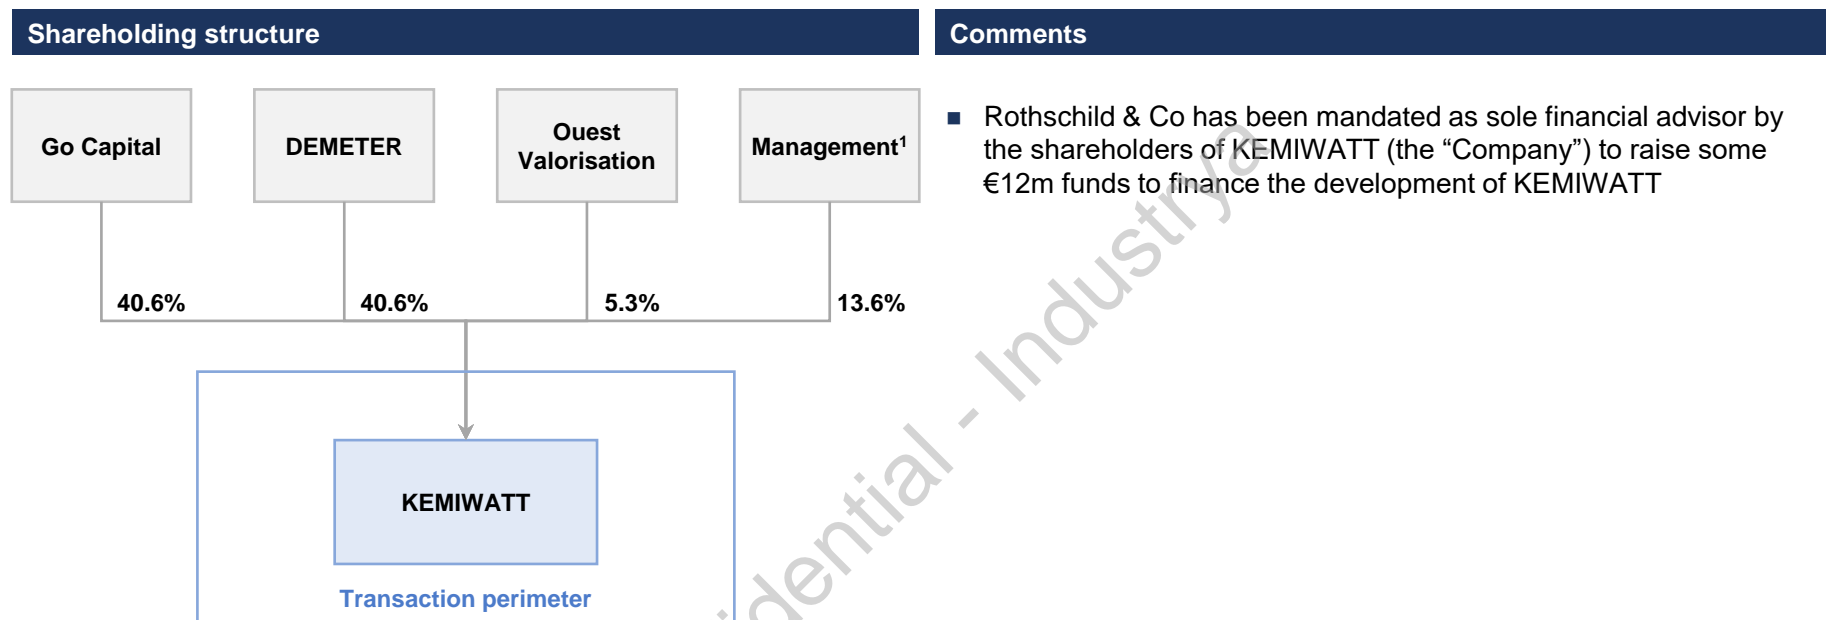 Shareholding structure
Comments
Go Capital
DEMETER
Ouest
Valorisation
Management¹
40.6%
40.6%
5.3%
13.6%
KEMIWATT
Transaction perimeter
■ Rothschild & Co has been mandated as sole financial advisor by
the shareholders of KEMIWATT (the “Company”) to raise some
€12m funds to finance the development of KEMIWATT
idential - Industrya